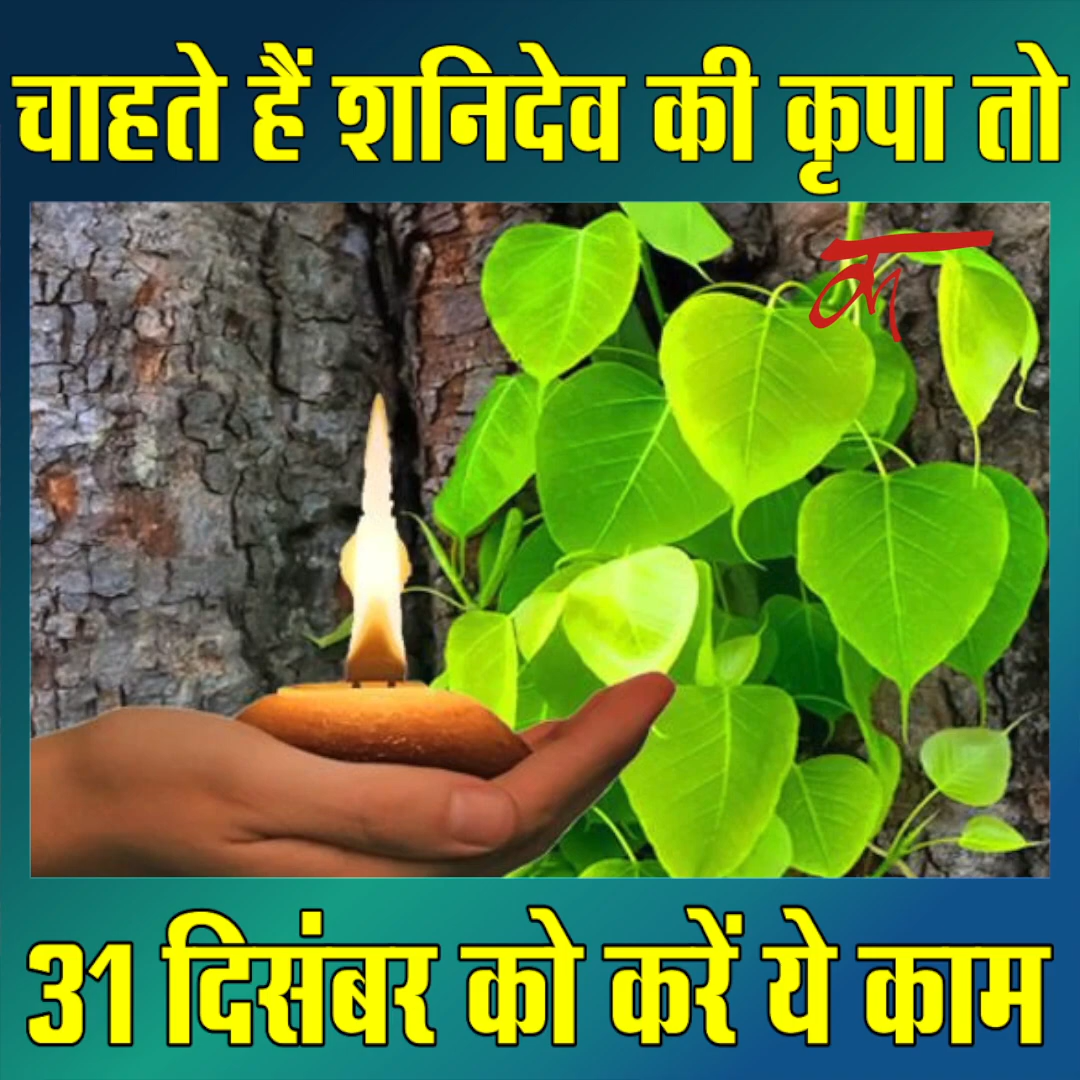 चाहते हैं शनिदेव की कृपा तो
क
31 दिसंबर को करें ये काम